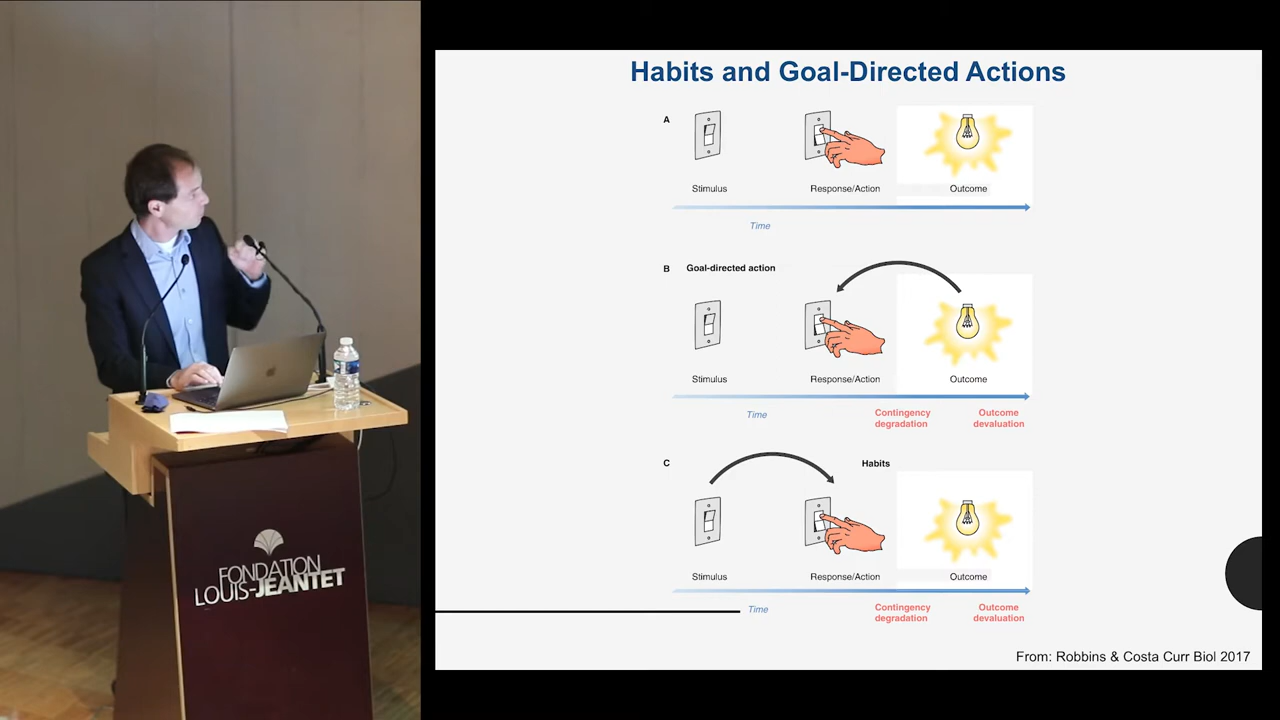 Habits and Goal-Directed Actions
A
Stimulus
Response/Action
Outcome
Time
B
Goal-directed action
Stimulus
Response/Action
Outcome
Time
Contingency
degradation
Outcome
devaluation
C
Habits
Stimulus
Response/Action
Outcome
Time
Contingency
degradation
Outcome
devaluation
From: Robbins & Costa Curr Biol 2017
FONDATION
LOUIS-JEANTET